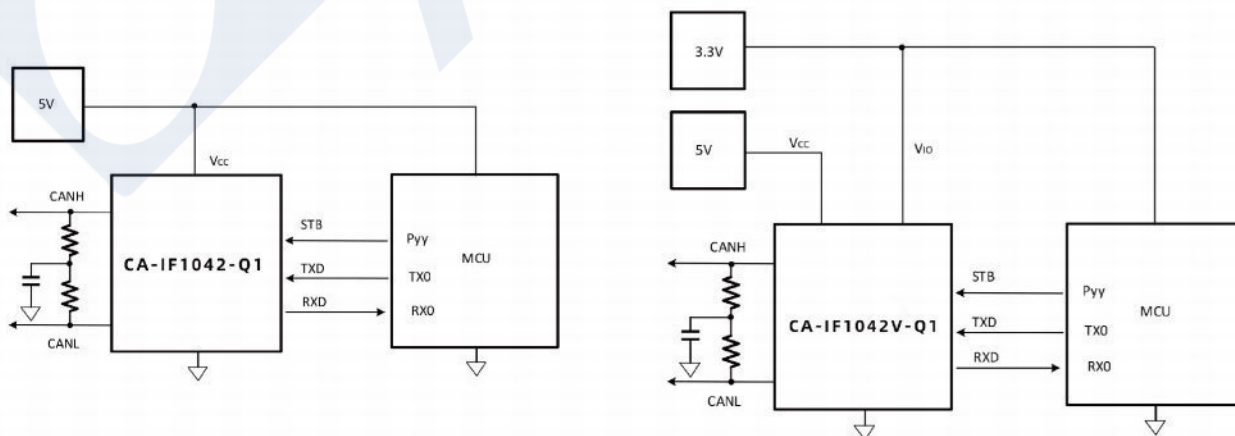 5V
VCC
CANH
CANL
CA-IF1042-Q1
STB
TXD
RXD
Pyy
TX0
RX0
MCU
3.3V
5V
VCC
VIO
CANH
CANL
CA-IF1042V-Q1
STB
TXD
RXD
Pyy
TX0
RX0
MCU